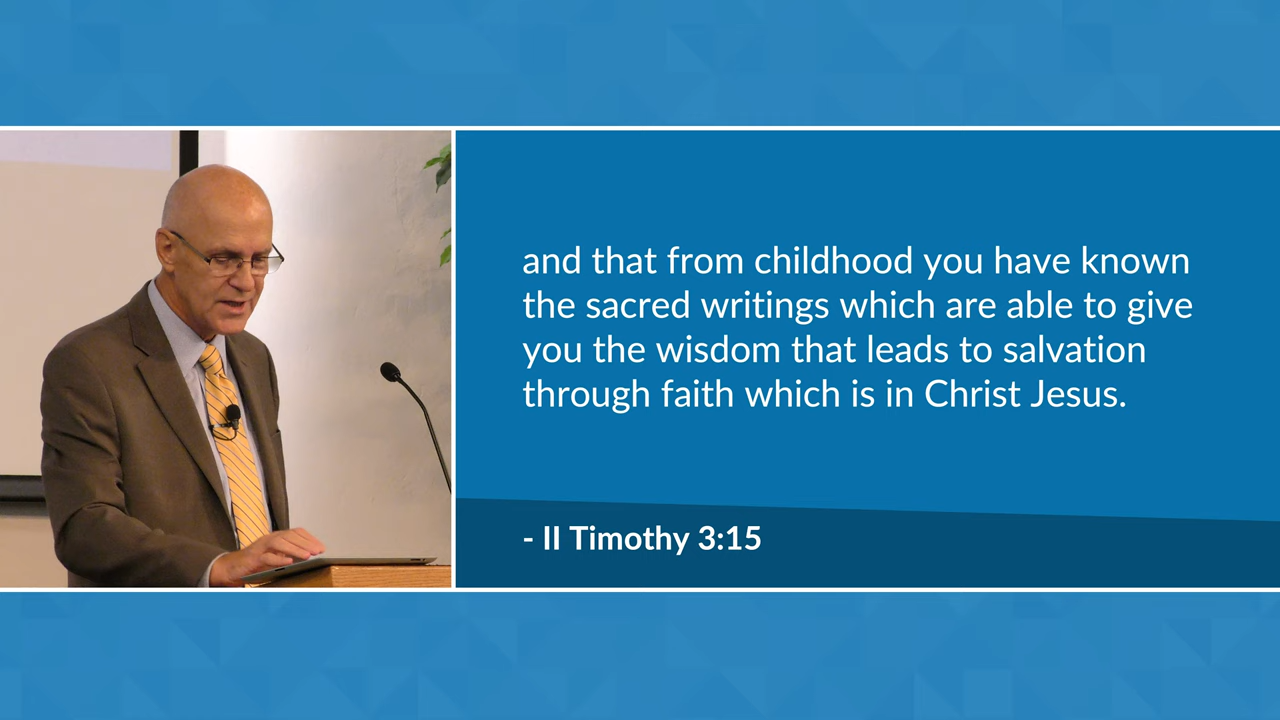 and that from childhood you have known
the sacred writings which are able to give
you the wisdom that leads to salvation
through faith which is in Christ Jesus.
- II Timothy 3:15